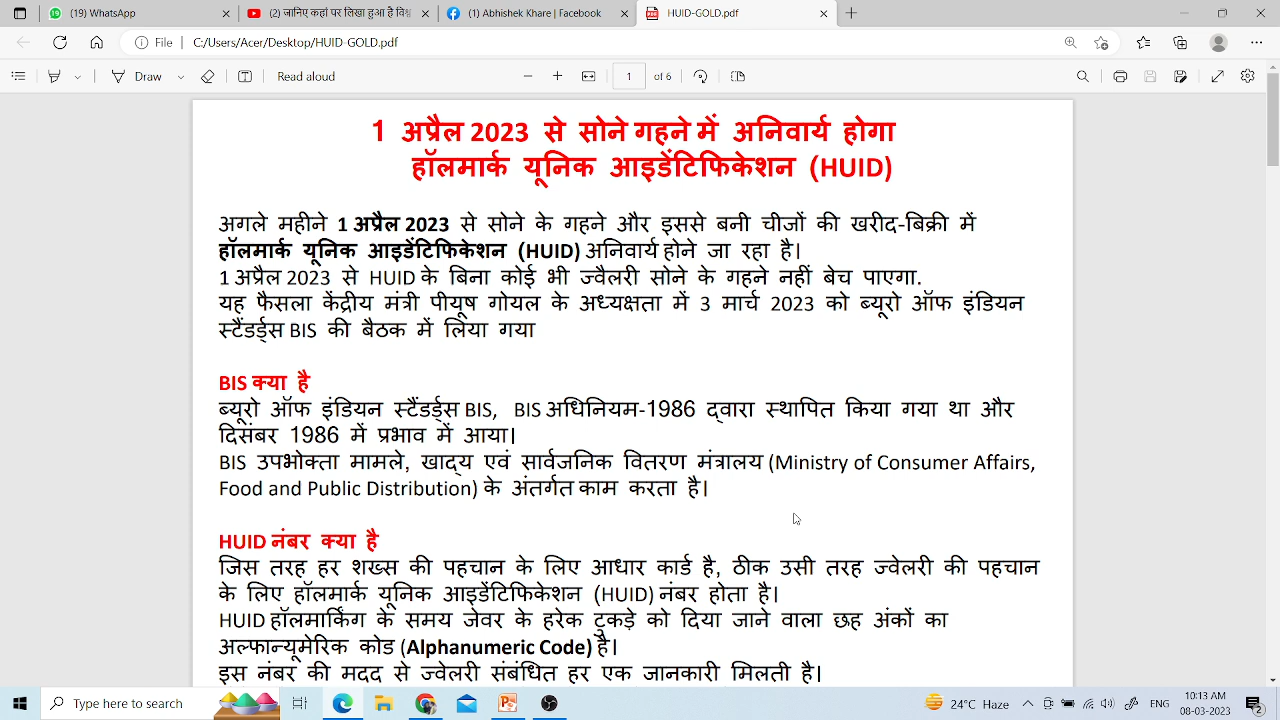 (19) WhatsApp
(2) जानिए कहां पर लिखा हुआ है विश्व
(1) Abhishek Khare | Facebook
HUID-GOLD.pdf
File
C:/Users/Acer/Desktop/HUID-GOLD.pdf
Draw
Read aloud
1 of 6
1 अप्रैल 2023 से सोने गहने में अनिवार्य होगा
हॉलमार्क यूनिक आइडेंटिफिकेशन (HUID)
अगले महीने 1 अप्रैल 2023 से सोने के गहने और इससे बनी चीजों की खरीद-बिक्री में
हॉलमार्क यूनिक आइडेंटिफिकेशन (HUID) अनिवार्य होने जा रहा है।
1 अप्रैल 2023 से HUID के बिना कोई भी ज्वैलरी सोने के गहने नहीं बेच पाएगा.
यह फैसला केंद्रीय मंत्री पीयूष गोयल के अध्यक्षता में 3 मार्च 2023 को ब्यूरो ऑफ इंडियन
स्टैंडर्ड्स BIS की बैठक में लिया गया
BIS क्या है
ब्यूरो ऑफ इंडियन स्टैंडर्ड्स BIS, BIS अधिनियम-1986 द्वारा स्थापित किया गया था और
दिसंबर 1986 में प्रभाव में आया।
BIS उपभोक्ता मामले, खाद्य एवं सार्वजनिक वितरण मंत्रालय (Ministry of Consumer Affairs,
Food and Public Distribution) के अंतर्गत काम करता है।
HUID नंबर क्या है
जिस तरह हर शख्स की पहचान के लिए आधार कार्ड है, ठीक उसी तरह ज्वेलरी की पहचान
के लिए हॉलमार्क यूनिक आइडेंटिफिकेशन (HUID) नंबर होता है।
HUID हॉलमार्किंग के समय जेवर के हरेक टुकड़े को दिया जाने वाला छह अंकों का
अल्फान्यूमेरिक कोड (Alphanumeric Code) है।
इस नंबर की मदद से ज्वेलरी संबंधित हर एक जानकारी मिलती है।
Type here to search
24°C Haze
ENG
10:13 AM
08-03-2023
2